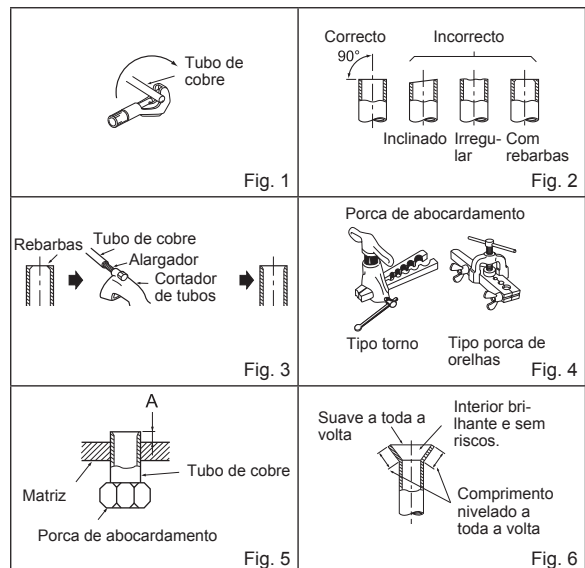 Tubo de
cobre
Fig. 1
Correcto
Incorrecto
90°
Inclinado
Irregu-
lar
Com
rebarbas
Fig. 2
Rebarbas
Tubo de cobre
Alargador
Cortador
de tubos
Fig. 3
Porca de abocardamento
Tipo torno
Tipo porca de
orelhas
Fig. 4
A
Tubo de cobre
Matriz
Porca de abocardamento
Fig. 5
Suave a toda a
volta
Interior bri-
lhante e sem
riscos.
Comprimento
nivelado a
toda a volta
Fig. 6